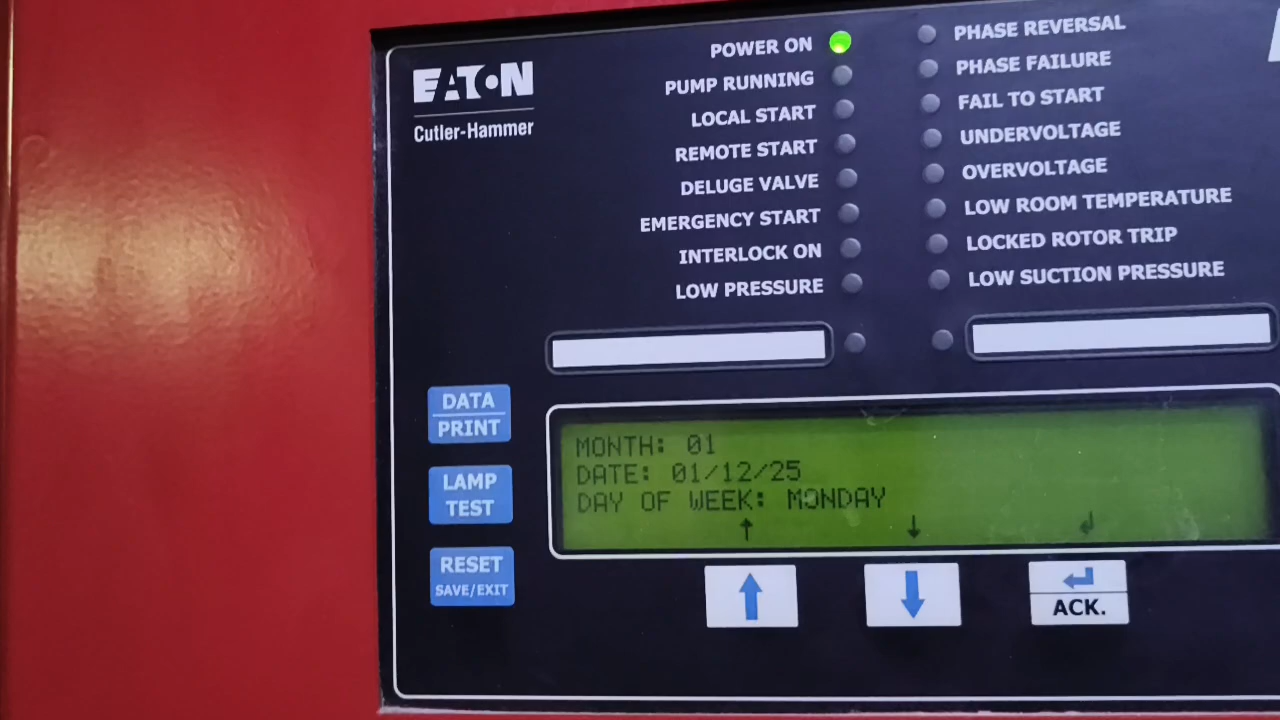 EATON
Cutler-Hammer
POWER ON
PUMP RUNNING
LOCAL START
REMOTE START
DELUGE VALVE
EMERGENCY START
INTERLOCK ON
LOW PRESSURE
PHASE REVERSAL
PHASE FAILURE
FAIL TO START
UNDERVOLTAGE
OVERVOLTAGE
LOW ROOM TEMPERATURE
LOCKED ROTOR TRIP
LOW SUCTION PRESSURE
DATA
PRINT
LAMP
TEST
RESET
SAVE/EXIT
MONTH: 01
DATE: 01/12/25
DAY OF WEEK: MONDAY
↑ ↓ ↲
↑ ↓ ↲
ACK.